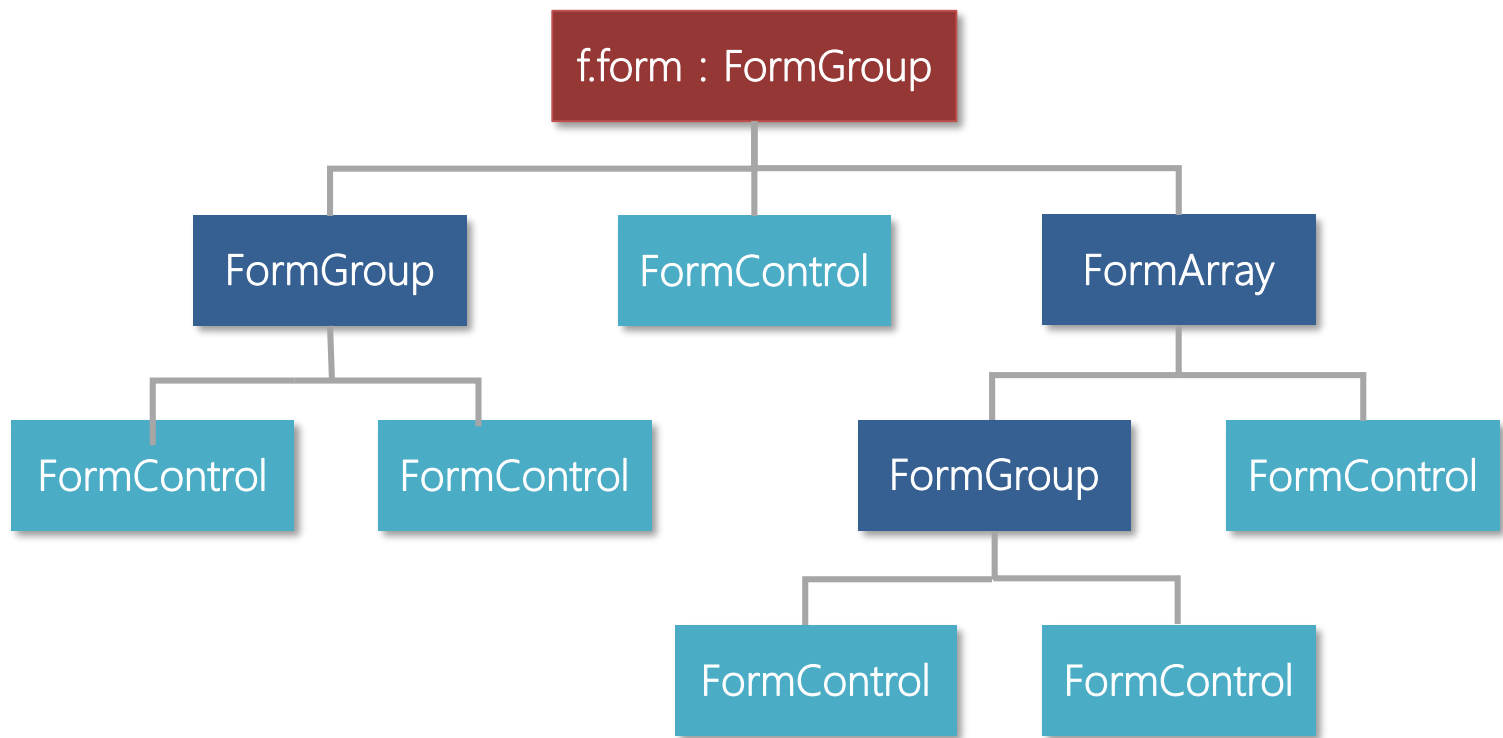 f.form : FormGroup
FormGroup
FormControl
FormArray
FormControl
FormControl
FormGroup
FormControl
FormControl
FormControl